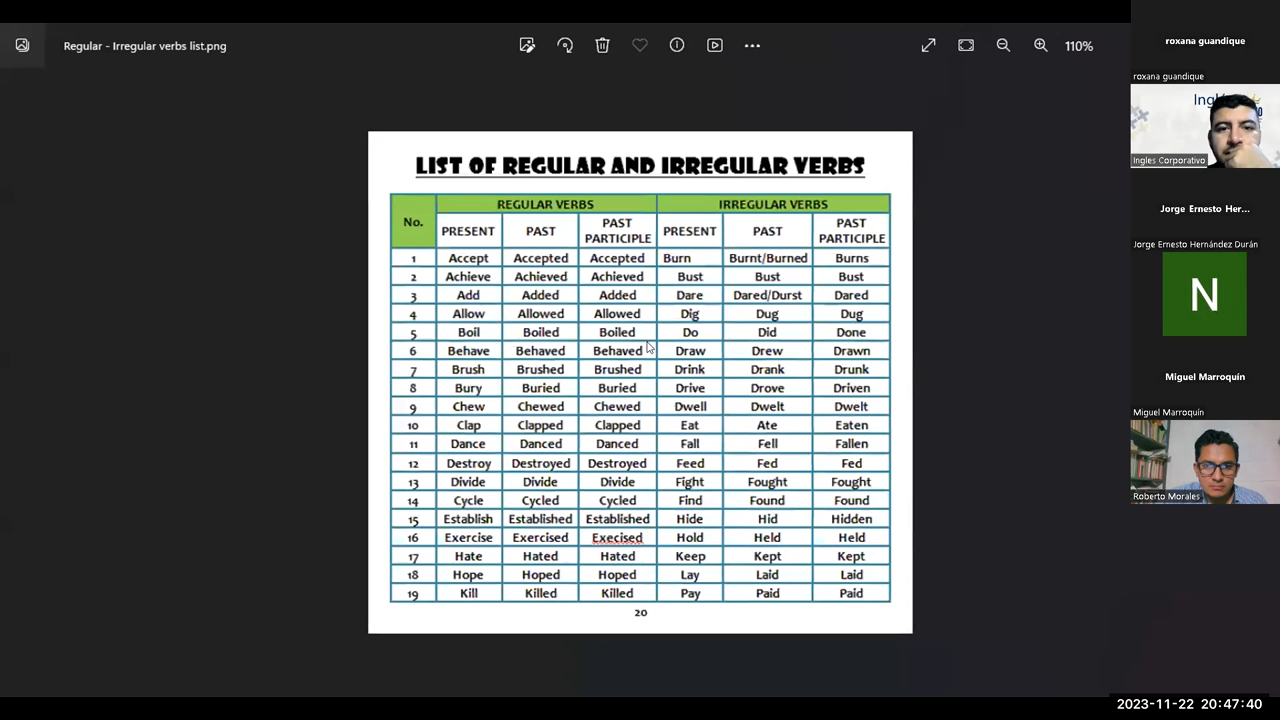 Regular - Irregular verbs list.png
110%
LIST OF REGULAR AND IRREGULAR VERBS
No. REGULAR VERBS IRREGULAR VERBS
PRESENT PAST PAST PARTICIPLE PRESENT PAST PAST PARTICIPLE
1 Accept Accepted Accepted Burn Burnt/Burned Burns
2 Achieve Achieved Achieved Bust Bust Bust
3 Add Added Added Dare Dared/Durst Dared
4 Allow Allowed Allowed Dig Dug Dug
5 Boil Boiled Boiled Do Did Done
6 Behave Behaved Behaved Draw Drew Drawn
7 Brush Brushed Brushed Drink Drank Drunk
8 Bury Buried Buried Drive Drove Driven
9 Chew Chewed Chewed Dwell Dwelt Dwelt
10 Clap Clapped Clapped Eat Ate Eaten
11 Dance Danced Danced Fall Fell Fallen
12 Destroy Destroyed Destroyed Feed Fed Fed
13 Divide Divide Divide Fight Fought Fought
14 Cycle Cycled Cycled Find Found Found
15 Establish Established Established Hide Hid Hidden
16 Exercise Exercised Execised Hold Held Held
17 Hate Hated Hated Keep Kept Kept
18 Hope Hoped Hoped Lay Laid Laid
19 Kill Killed Killed Pay Paid Paid
20
roxana guandique
roxana guandique
Ingles Corporativo
Jorge Ernesto Her...
Jorge Ernesto Hernández Durán
N
Miguel Marroquín
Miguel Marroquín
Roberto Morales
2023-11-22 20:47:40